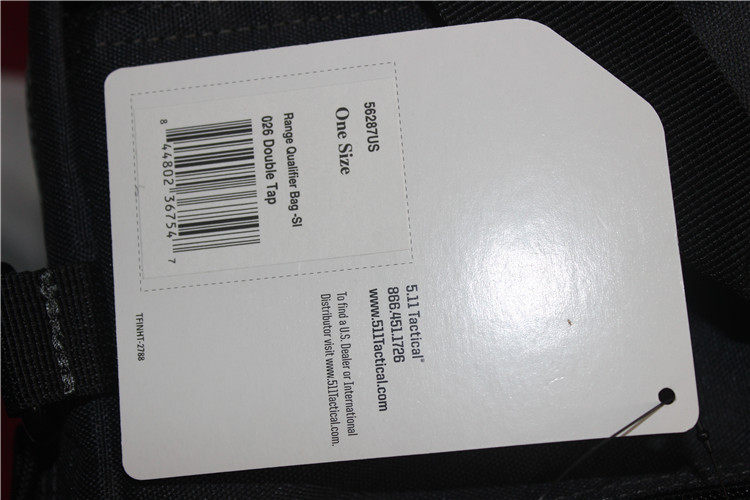 56287US
One Size
Range Qualifier Bag -SI
026 Double Tap
8 44802 36754 7
5.11 Tactical®
866.451.1726
www.511Tactical.com
To find a U.S. Dealer or International
Distributor visit www.511Tactical.com.
TFINHT-2788